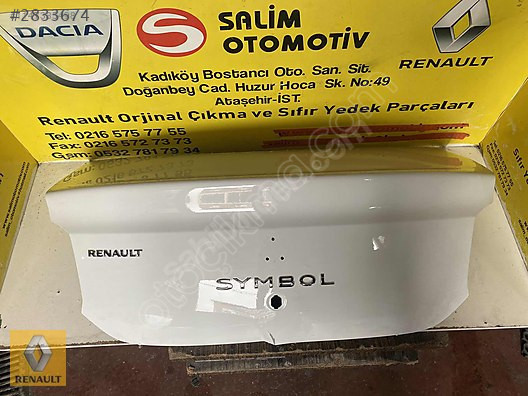 #2833674
DACIA
SALİM
OTOMOTİV
RENAULT
Kadıköy Bostancı Oto. San. Sit.
Doğanbey Cad. Huzur Hoca Sk. No:49
Ataşehir-İST.
Renault Orjinal Çıkma ve Sıfır Yedek Parçaları
Tel: 0216 575 77 55
Fax: 0216 572 73 73
Gsm: 0532 781 79 34
RENAULT
SYMBOL
RENAULT